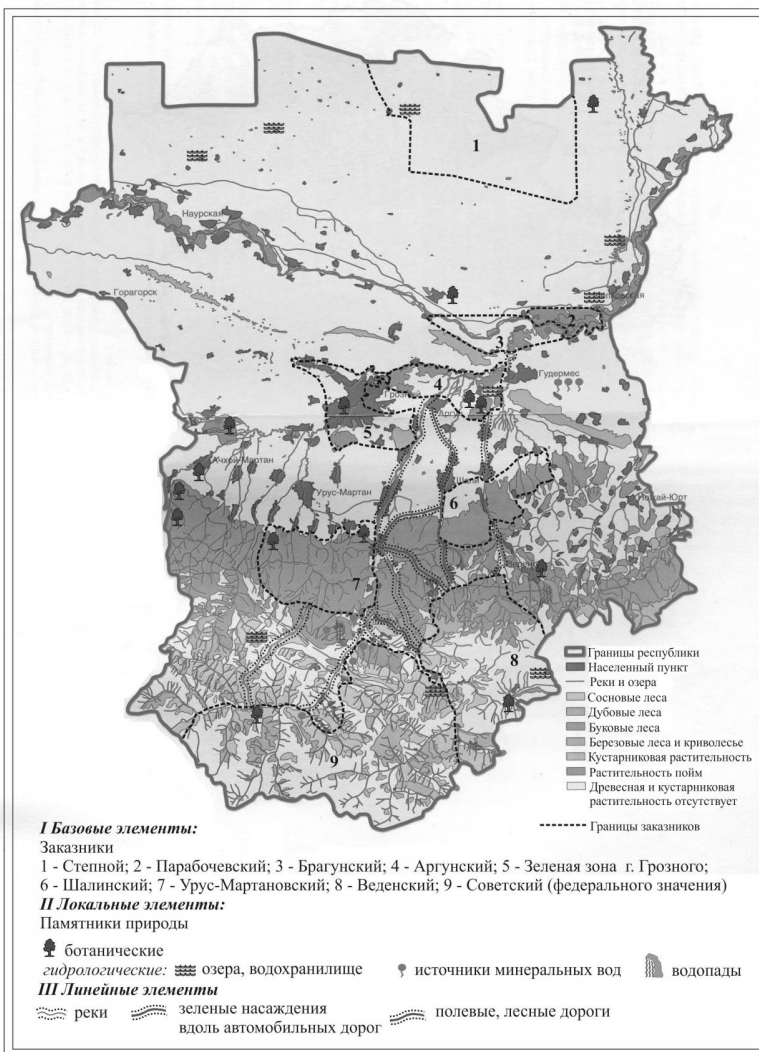 1
Наурская
Горагорск
2
3
Гудермес
4
Грозный
Аргун
5
Ачхой-Мартан
Урус-Мартан
Шали
6
Ножай-Юрт
7
8
9
Границы республики
Населенный пункт
Реки и озера
Сосновые леса
Дубовые леса
Буковые леса
Березовые леса и криволесье
Кустарниковая растительность
Растительность пойм
Древесная и кустарниковая
растительность отсутствует
Границы заказников
I Базовые элементы:
Заказники
1 - Степной; 2 - Парабочевский; 3 - Брагунский; 4 - Аргунский; 5 - Зеленая зона г. Грозного;
6 - Шалинский; 7 - Урус-Мартановский; 8 - Веденский; 9 - Советский (федерального значения)
II Локальные элементы:
Памятники природы
ботанические
гидрологические: озера, водохранилище источники минеральных вод водопады
III Линейные элементы
реки зеленые насаждения вдоль автомобильных дорог полевые, лесные дороги